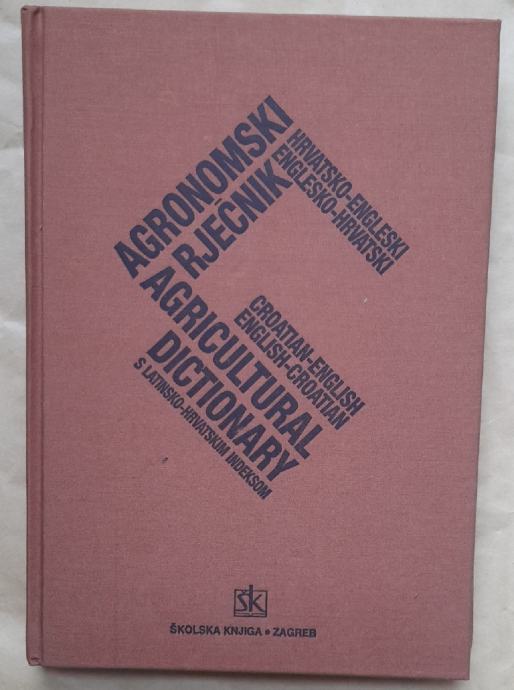 AGRONOMSKI
RJEČNIK
HRVATSKO-ENGLESKI
ENGLESKO-HRVATSKI
AGRICULTURAL
DICTIONARY
CROATIAN-ENGLISH
ENGLISH-CROATIAN
S LATINSKO-HRVATSKIM INDEKSOM
šk
ŠKOLSKA KNJIGA • ZAGREB